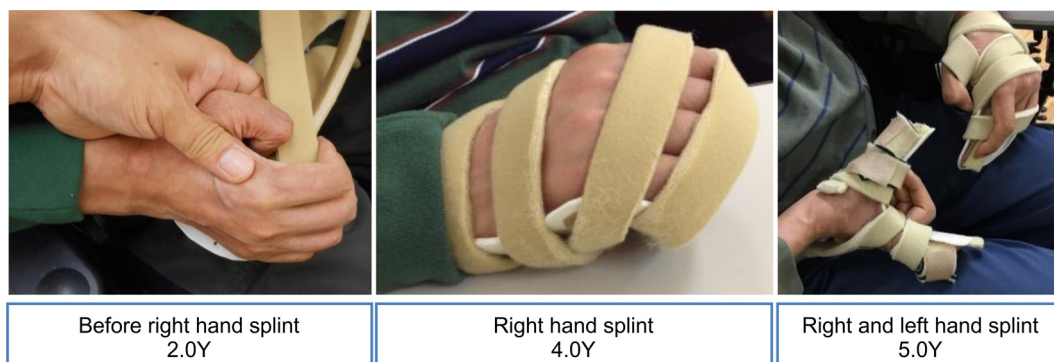 Before right hand splint
2.0Y
Right hand splint
4.0Y
Right and left hand splint
5.0Y